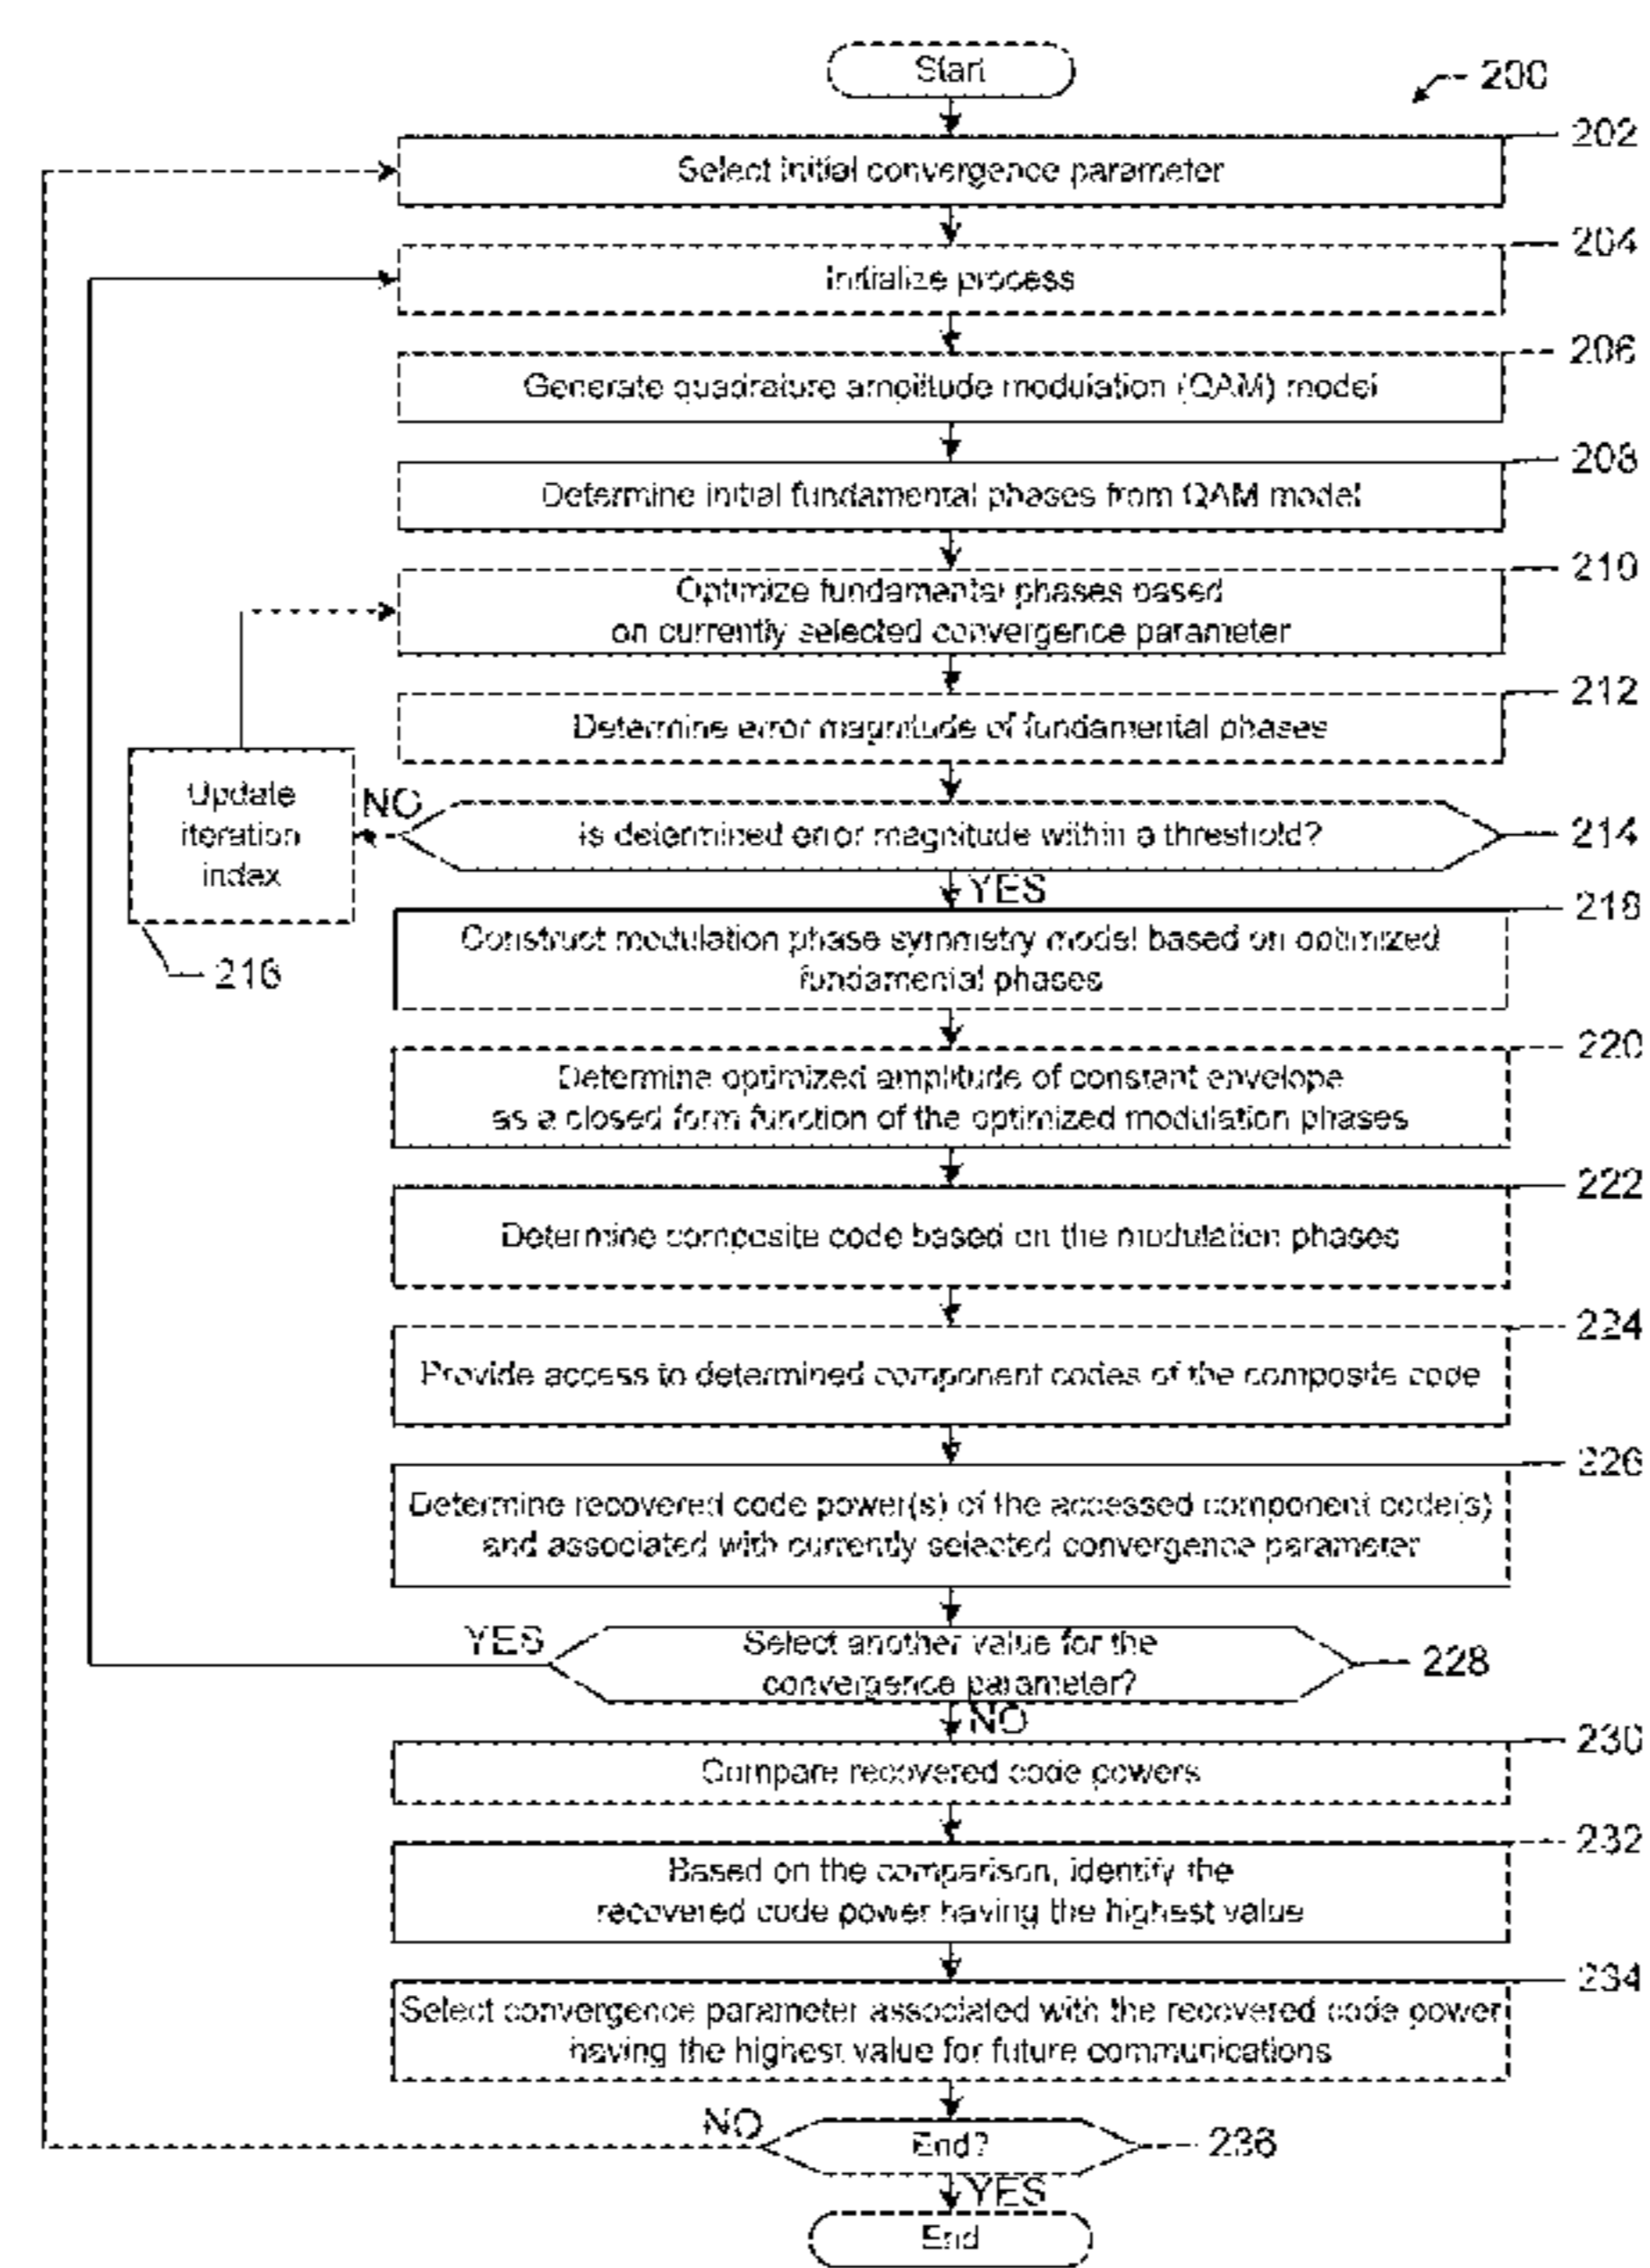 Start
200
202
Select initial convergence parameter
204
Initialize process
206
Generate quadrature amplitude modulation (QAM) model
208
Determine initial fundamental phases from QAM model
210
Optimize fundamental phases based
on currently selected convergence parameter
212
Determine error magnitude of fundamental phases
Update
iteration
index
216
NO
Is determined error magnitude within a threshold?
214
YES
218
Construct modulation phase symmetry model based on optimized
fundamental phases
220
Determine optimized amplitude of constant envelope
as a closed form function of the optimized modulation phases
222
Determine composite code based on the modulation phases
224
Provide access to determined component codes of the composite code
226
Determine recovered code power(s) of the accessed component code(s)
and associated with currently selected convergence parameter
YES
Select another value for the
convergence parameter?
228
NO
230
Compare recovered code powers
232
Based on the comparison, identify the
recovered code power having the highest value
234
Select convergence parameter associated with the recovered code power
having the highest value for future communications
NO
End?
236
YES
End